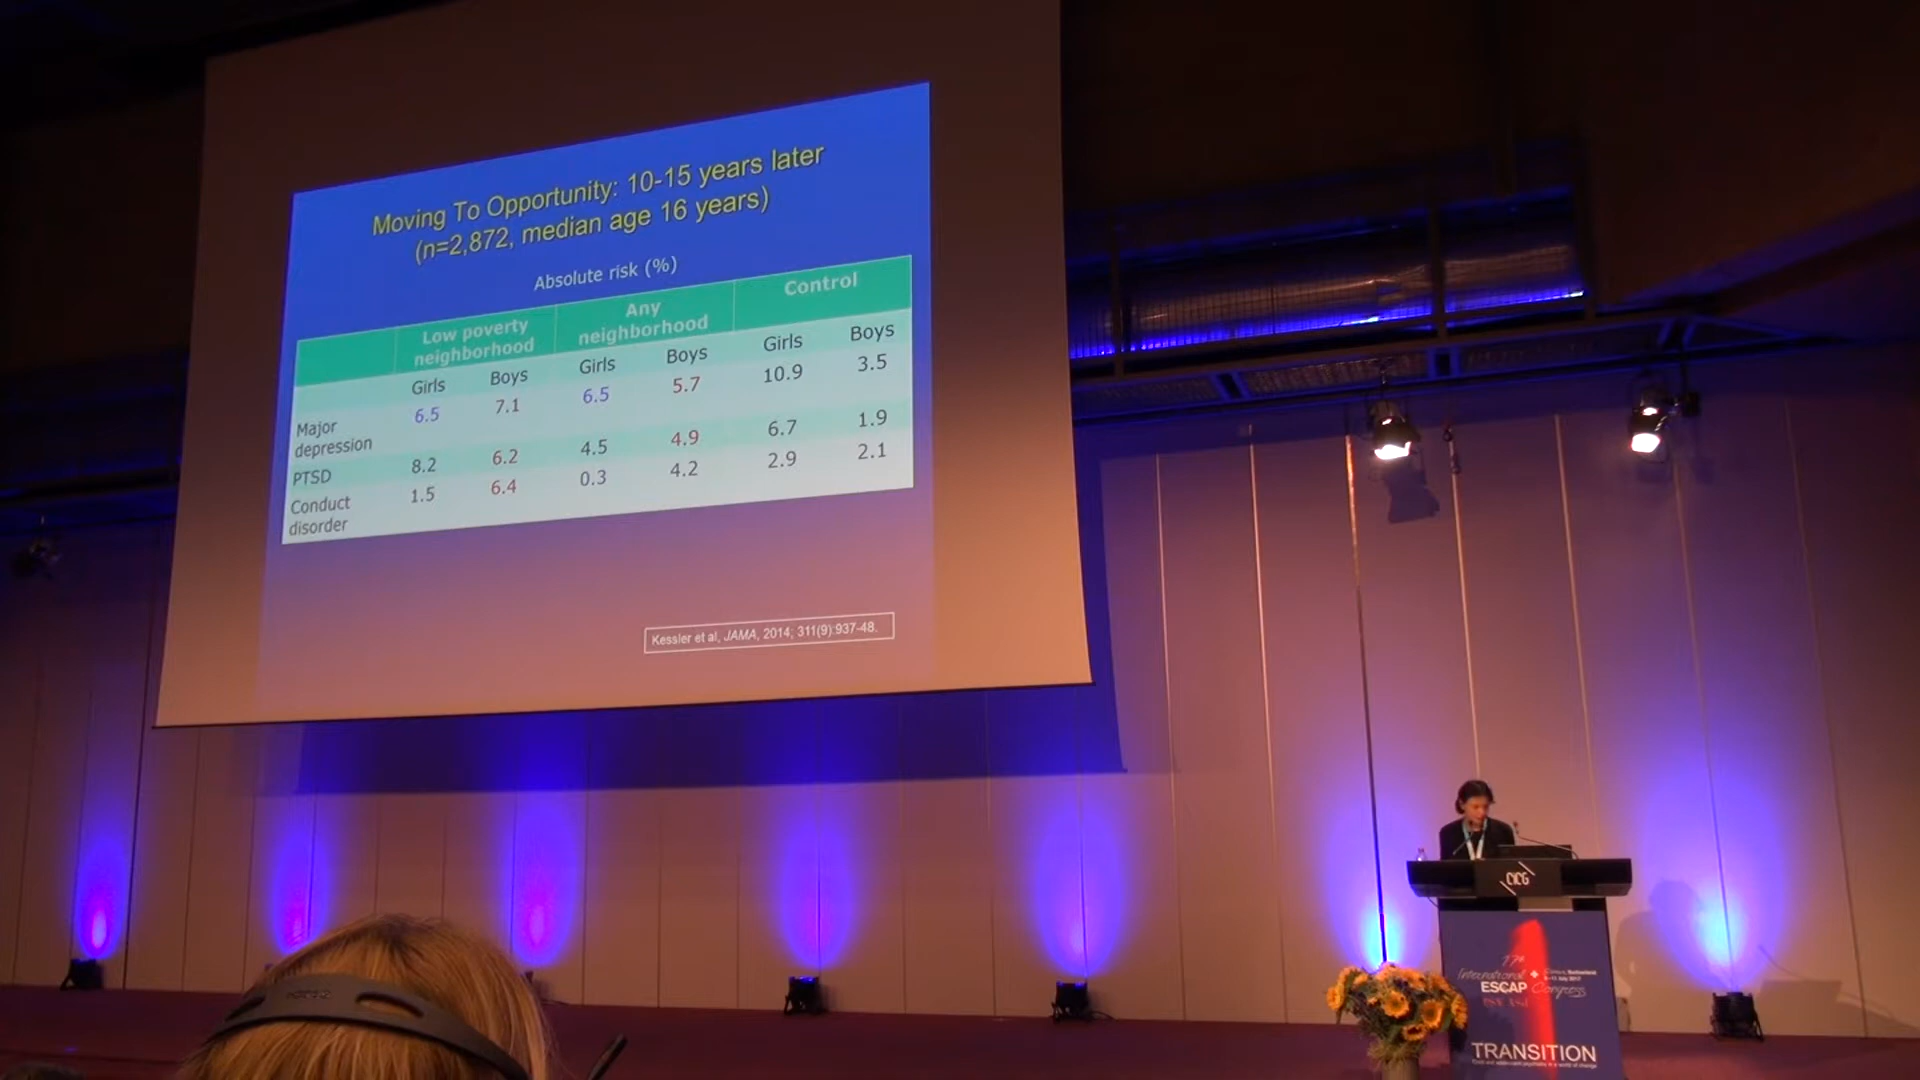 Moving To Opportunity: 10-15 years later
(n=2,872, median age 16 years)
Absolute risk (%)
Low poverty neighborhood Any neighborhood Control
Girls Boys Girls Boys Girls Boys
Major depression 6.5 7.1 6.5 5.7 10.9 3.5
PTSD 8.2 6.2 4.5 4.9 6.7 1.9
Conduct disorder 1.5 6.4 0.3 4.2 2.9 2.1
Kessler et al, JAMA, 2014; 311(9):937-48.
CICG
17th
International
ESCAP Congress
TRANSITION